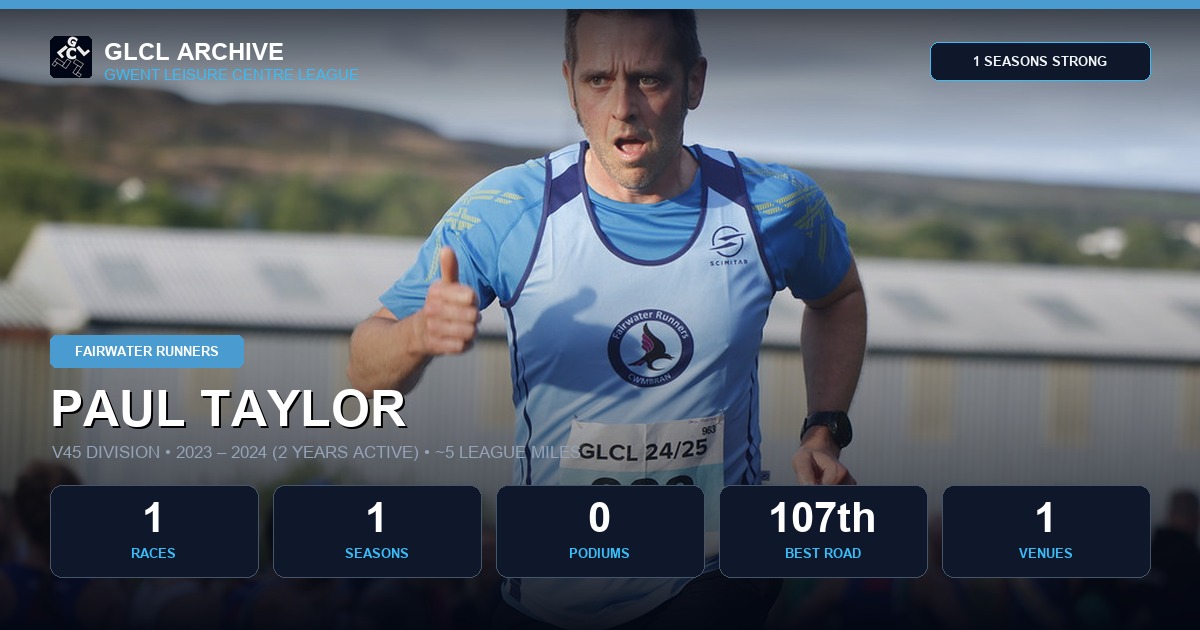 GC
GLCL ARCHIVE
GWENT LEISURE CENTRE LEAGUE
1 SEASONS STRONG
SCIMITAR
Fairwater Runners
CWMBRAN
FAIRWATER RUNNERS
PAUL TAYLOR
V45 DIVISION • 2023 – 2024 (2 YEARS ACTIVE) • ~5 LEAGUE MILES
963
GLCL 24/25
1
RACES
1
SEASONS
0
PODIUMS
107th
BEST ROAD
1
VENUES